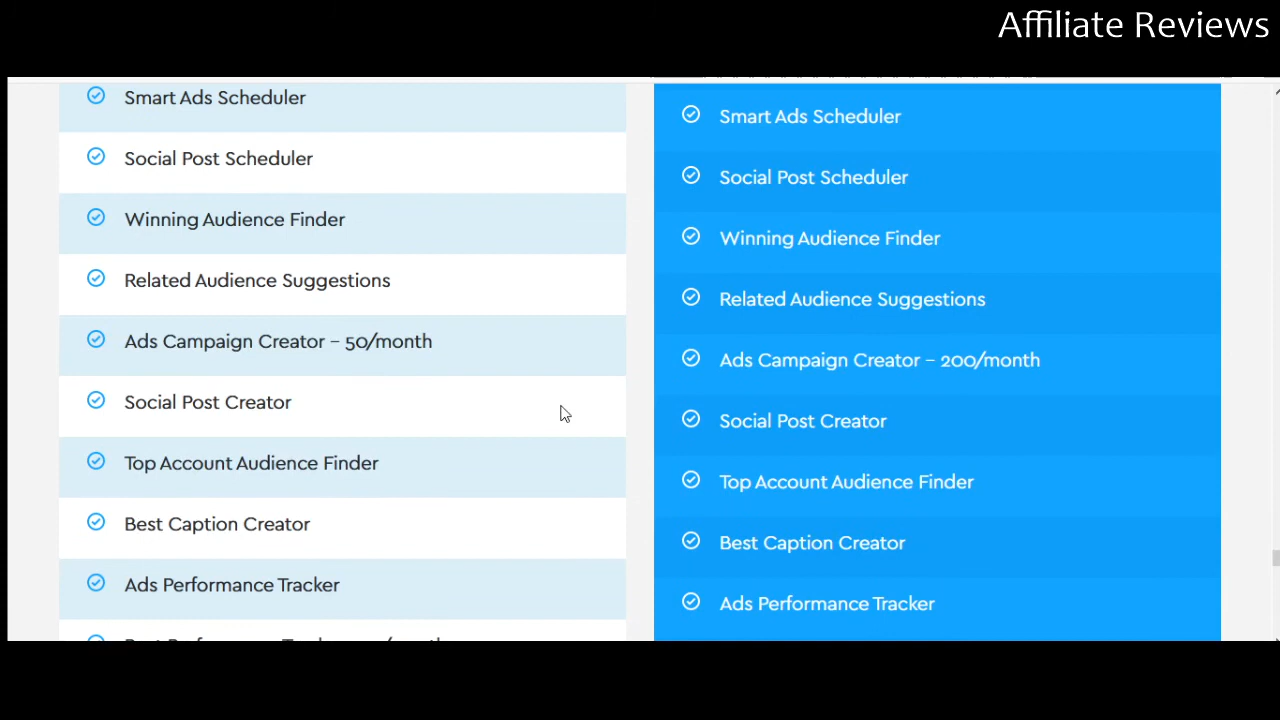 Affiliate Reviews
Smart Ads Scheduler
Social Post Scheduler
Winning Audience Finder
Related Audience Suggestions
Ads Campaign Creator – 50/month
Social Post Creator
Top Account Audience Finder
Best Caption Creator
Ads Performance Tracker
Smart Ads Scheduler
Social Post Scheduler
Winning Audience Finder
Related Audience Suggestions
Ads Campaign Creator – 200/month
Social Post Creator
Top Account Audience Finder
Best Caption Creator
Ads Performance Tracker